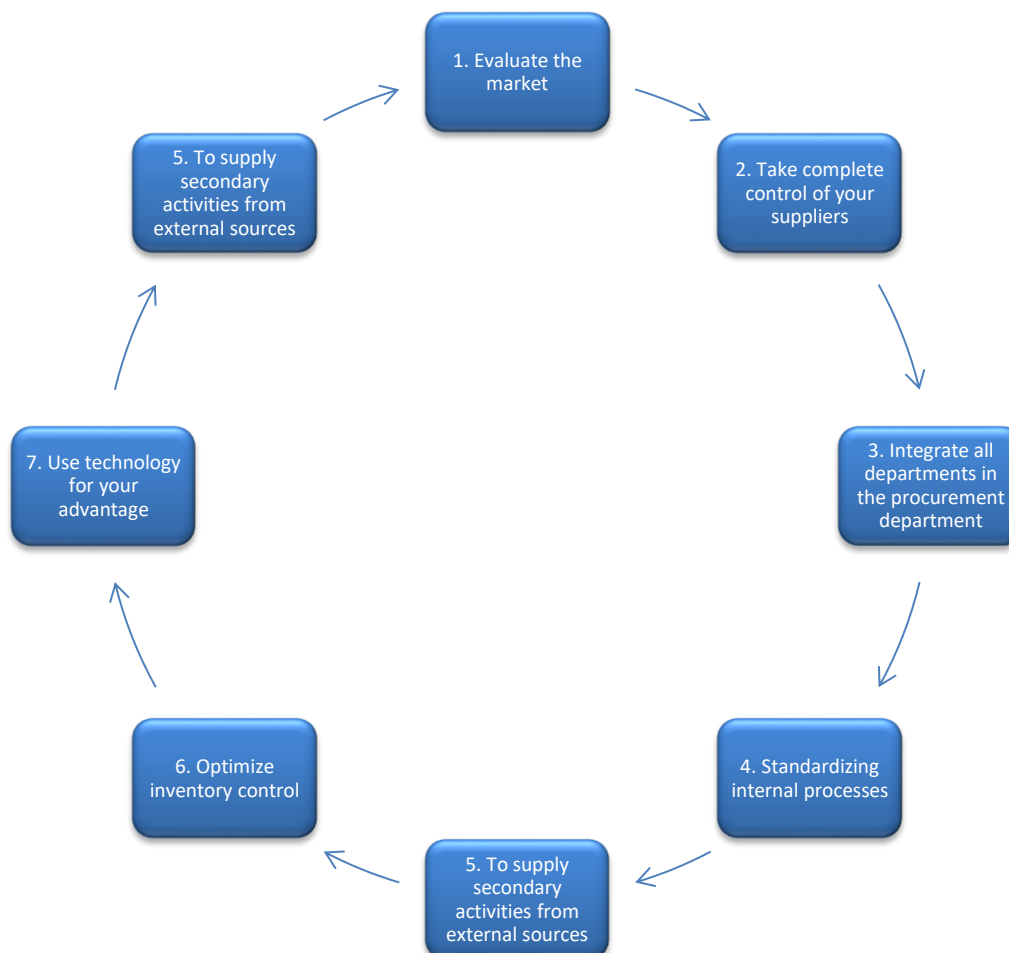 1. Evaluate the
market
2. Take complete
control of your
suppliers
3. Integrate all
departments in
the procurement
department
4. Standardizing
internal processes
5. To supply
secondary
activities from
external sources
6. Optimize
inventory control
7. Use technology
for your
advantage
5. To supply
secondary
activities from
external sources